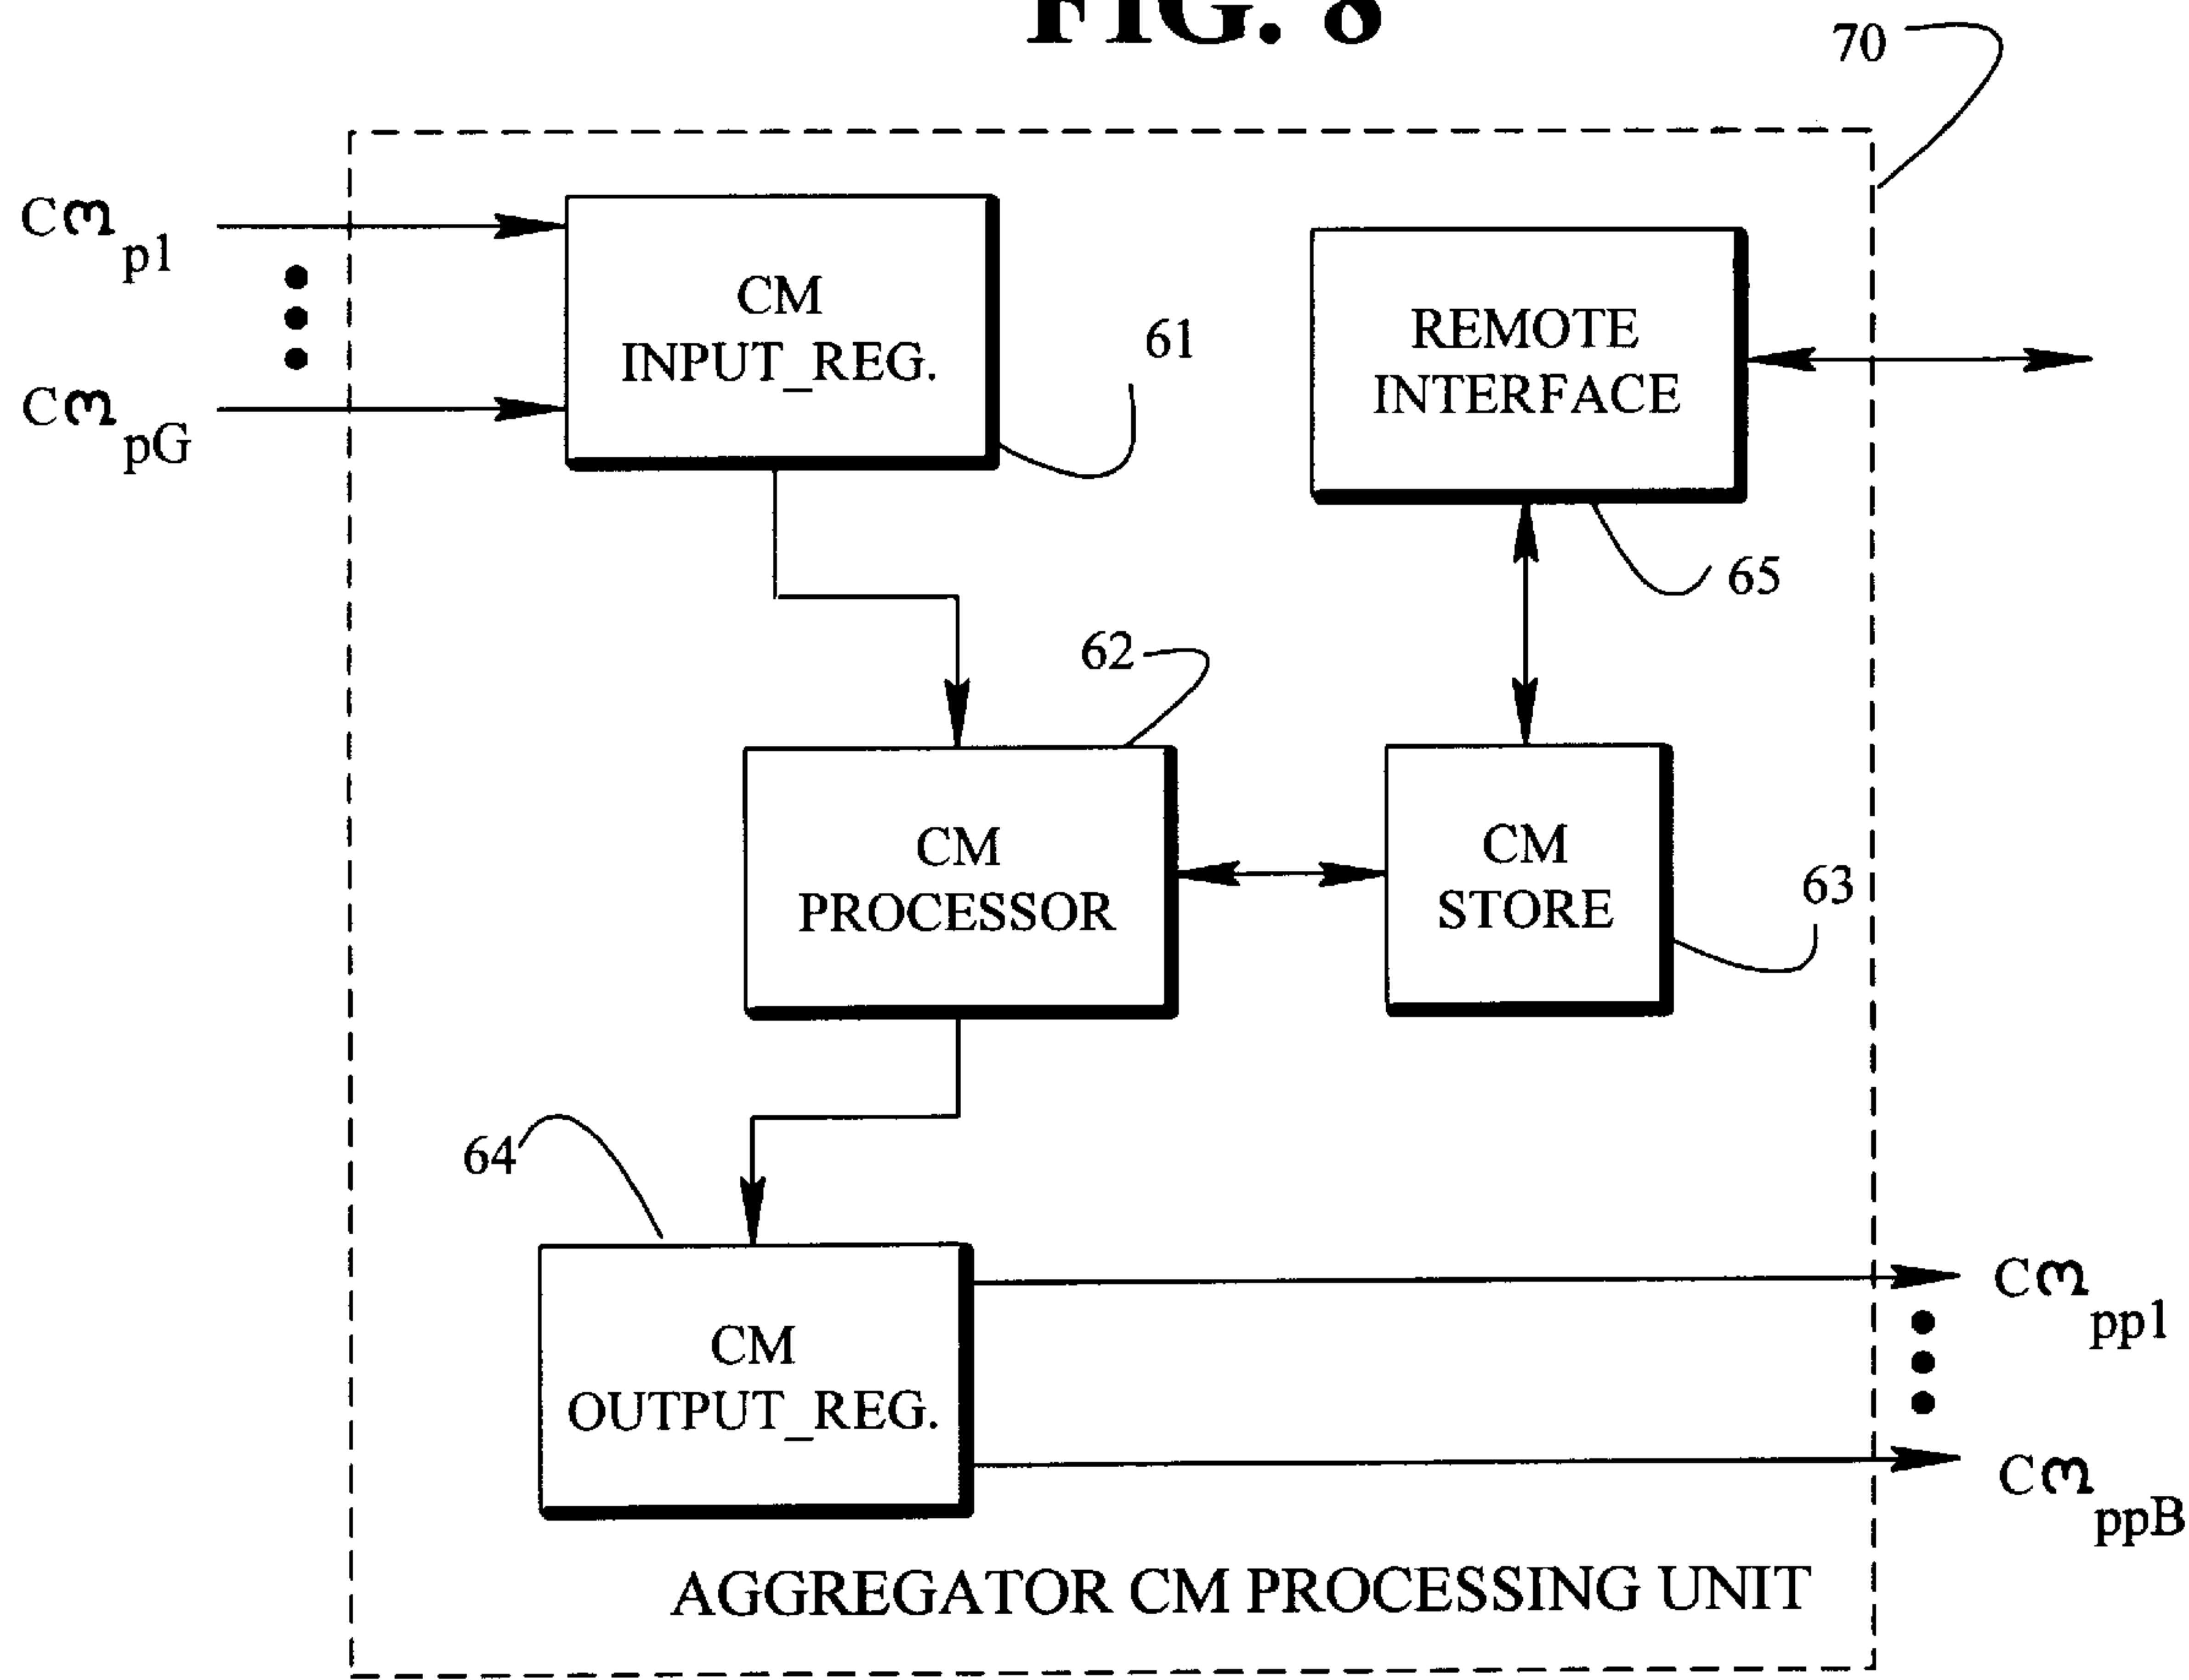 FIG. 8
70
Cm p1
Cm pG
CM
INPUT_REG.
61
REMOTE
INTERFACE
65
62
CM
PROCESSOR
CM
STORE
63
64
CM
OUTPUT_REG.
Cm pp1
Cm ppB
AGGREGATOR CM PROCESSING UNIT